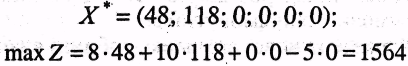 X* = (48; 118; 0; 0; 0; 0);
max Z = 8·48+10·118+0·0−5·0=1564